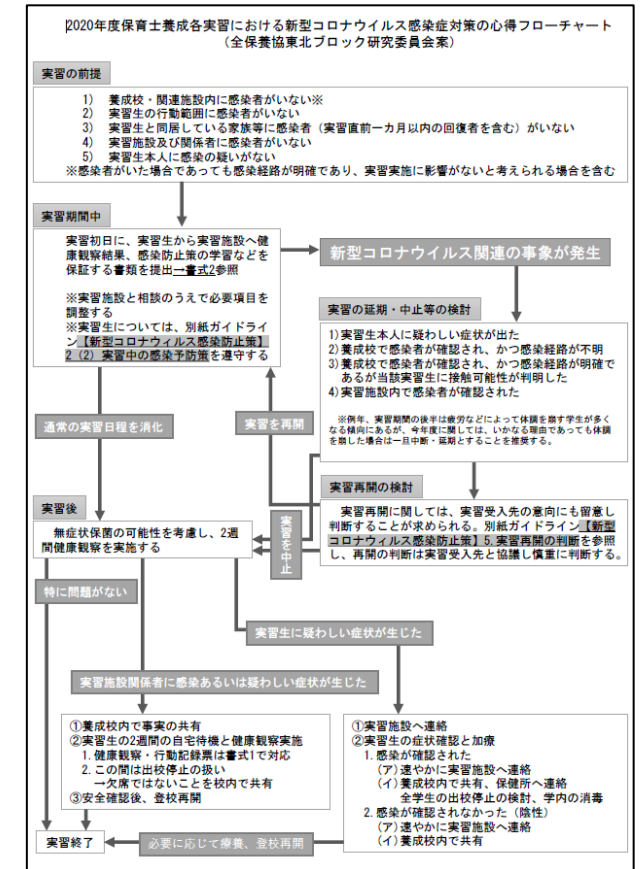 2020年度保育士養成各実習における新型コロナウイルス感染症対策の心得フローチャート
（全保養協東北ブロック研究委員会案）
実習の前提
1) 養成校・関連施設内に感染者がいない※
2) 実習生の行動範囲に感染者がいない
3) 実習生と同居している家族等に感染者（実習直前一カ月以内の回復者を含む）がいない
4) 実習施設及び関係者に感染者がいない
5) 実習生本人に感染の疑いがない
※感染者がいた場合であっても感染経路が明確であり、実習実施に影響がないと考えられる場合を含む
実習期間中
実習初日に、実習生から実習施設へ健
康観察結果、感染防止策の学習などを
保証する書類を提出→書式2参照
※実習施設と相談のうえで必要項目を
調整する
※実習生については、別紙ガイドライ
ン【新型コロナウィルス感染防止策】
2（2）実習中の感染予防策を遵守する
新型コロナウイルス関連の事象が発生
実習の延期・中止等の検討
1)実習生本人に疑わしい症状が出た
2)養成校で感染者が確認され、かつ感染経路が不明
3)養成校で感染者が確認され、かつ感染経路が明確で
あるが当該実習生に接触可能性が判明した
4)実習施設内で感染者が確認された
※例年、実習期間の後半は疲労などによって体調を崩す学生が多く
なる傾向にあるが、今年度に関しては、いかなる理由であっても体調
を崩した場合は一旦中断・延期とすることを推奨する。
通常の実習日程を消化
実習を再開
実習再開の検討
実習再開に関しては、実習受入先の意向にも留意し
判断することが求められる。別紙ガイドライン【新型
コロナウィルス感染防止策】5.実習再開の判断を参照
し、再開の判断は実習受入先と協議し慎重に判断する。
実習を中止
実習後
無症状保菌の可能性を考慮し、2週
間健康観察を実施する
特に問題がない
実習生に疑わしい症状が生じた
実習施設関係者に感染あるいは疑わしい症状が生じた
①養成校内で事実の共有
②実習生の2週間の自宅待機と健康観察実施
1. 健康観察・行動記録票は書式1で対応
2. この間は出校停止の扱い
→欠席ではないことを校内で共有
③安全確認後、登校再開
①実習施設へ連絡
②実習生の症状確認と加療
1. 感染が確認された
（ア）速やかに実習施設へ連絡
（イ）養成校内で共有、保健所へ連絡
全学生の出校停止の検討、学内の消毒
2. 感染が確認されなかった（陰性）
（ア）速やかに実習施設へ連絡
（イ）養成校内で共有
実習終了
必要に応じて療養、登校再開